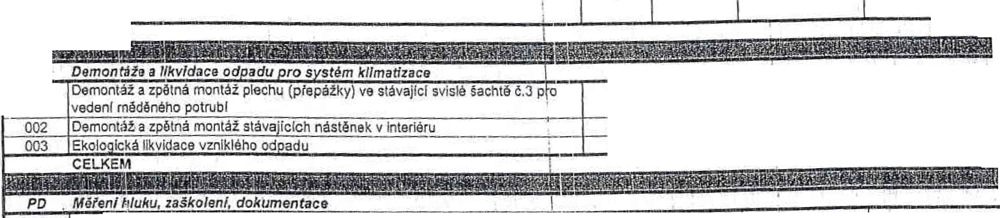 Demontáže a likvidace odpadu pro systém klimatizace
Demontáž a zpětná montáž plechu (přepážky) ve stávající svislé šachtě č.3 pro
vedení měděného potrubí
002 Demontáž a zpětná montáž stávajících nástěnek v interiéru
003 Ekologická likvidace vzniklého odpadu
CELKEM
PD Měření hluku, zaškolení, dokumentace